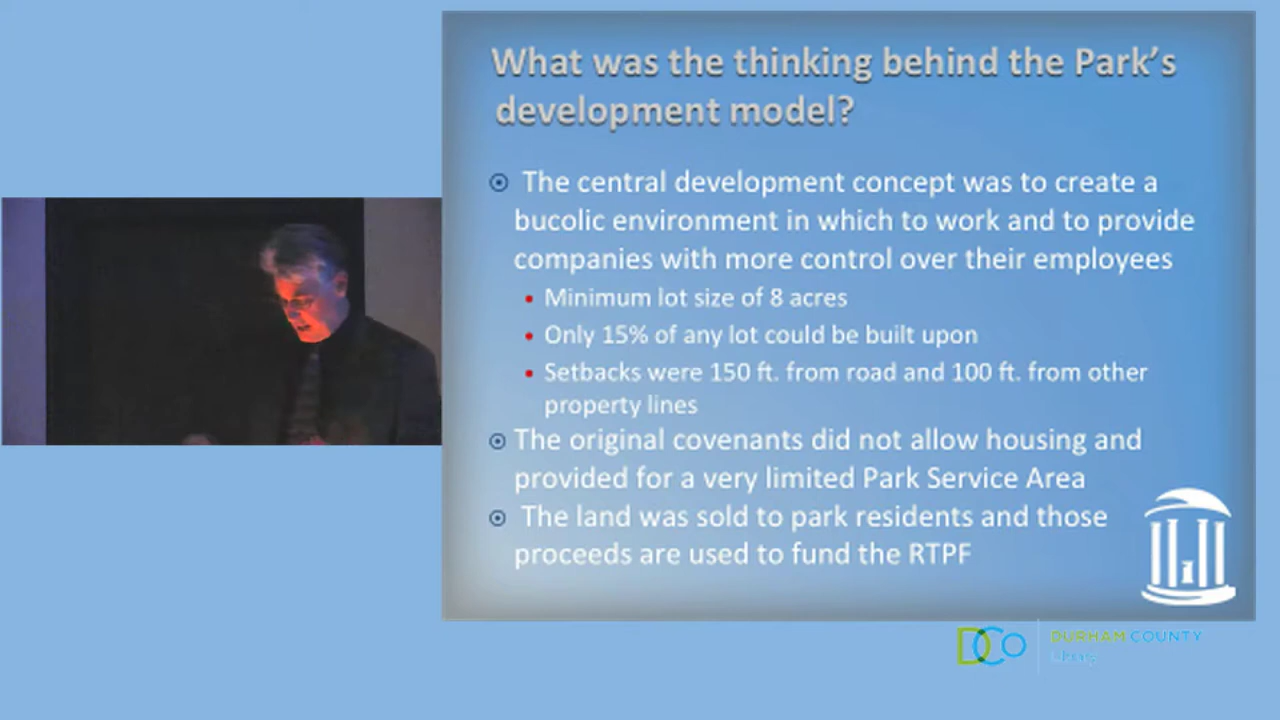 What was the thinking behind the Park's
development model?
The central development concept was to create a
bucolic environment in which to work and to provide
companies with more control over their employees
Minimum lot size of 8 acres
Only 15% of any lot could be built upon
Setbacks were 150 ft. from road and 100 ft. from other
property lines
The original covenants did not allow housing and
provided for a very limited Park Service Area
The land was sold to park residents and those
proceeds are used to fund the RTPF
DCo
DURHAM COUNTY
Library